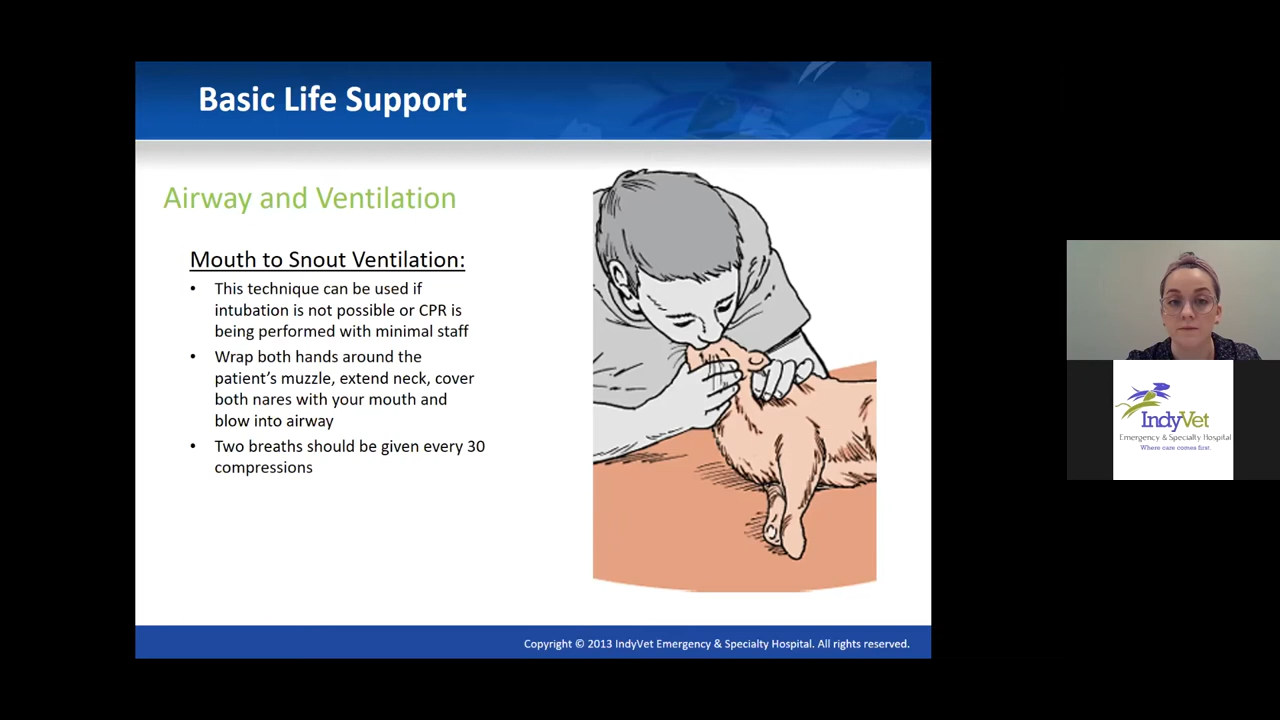 Basic Life Support
Airway and Ventilation
Mouth to Snout Ventilation:
• This technique can be used if
intubation is not possible or CPR is
being performed with minimal staff
• Wrap both hands around the
patient's muzzle, extend neck, cover
both nares with your mouth and
blow into airway
• Two breaths should be given every 30
compressions
Copyright © 2013 IndyVet Emergency & Specialty Hospital. All rights reserved.
IndyVet
Emergency & Specialty Hospital
Where care comes first.